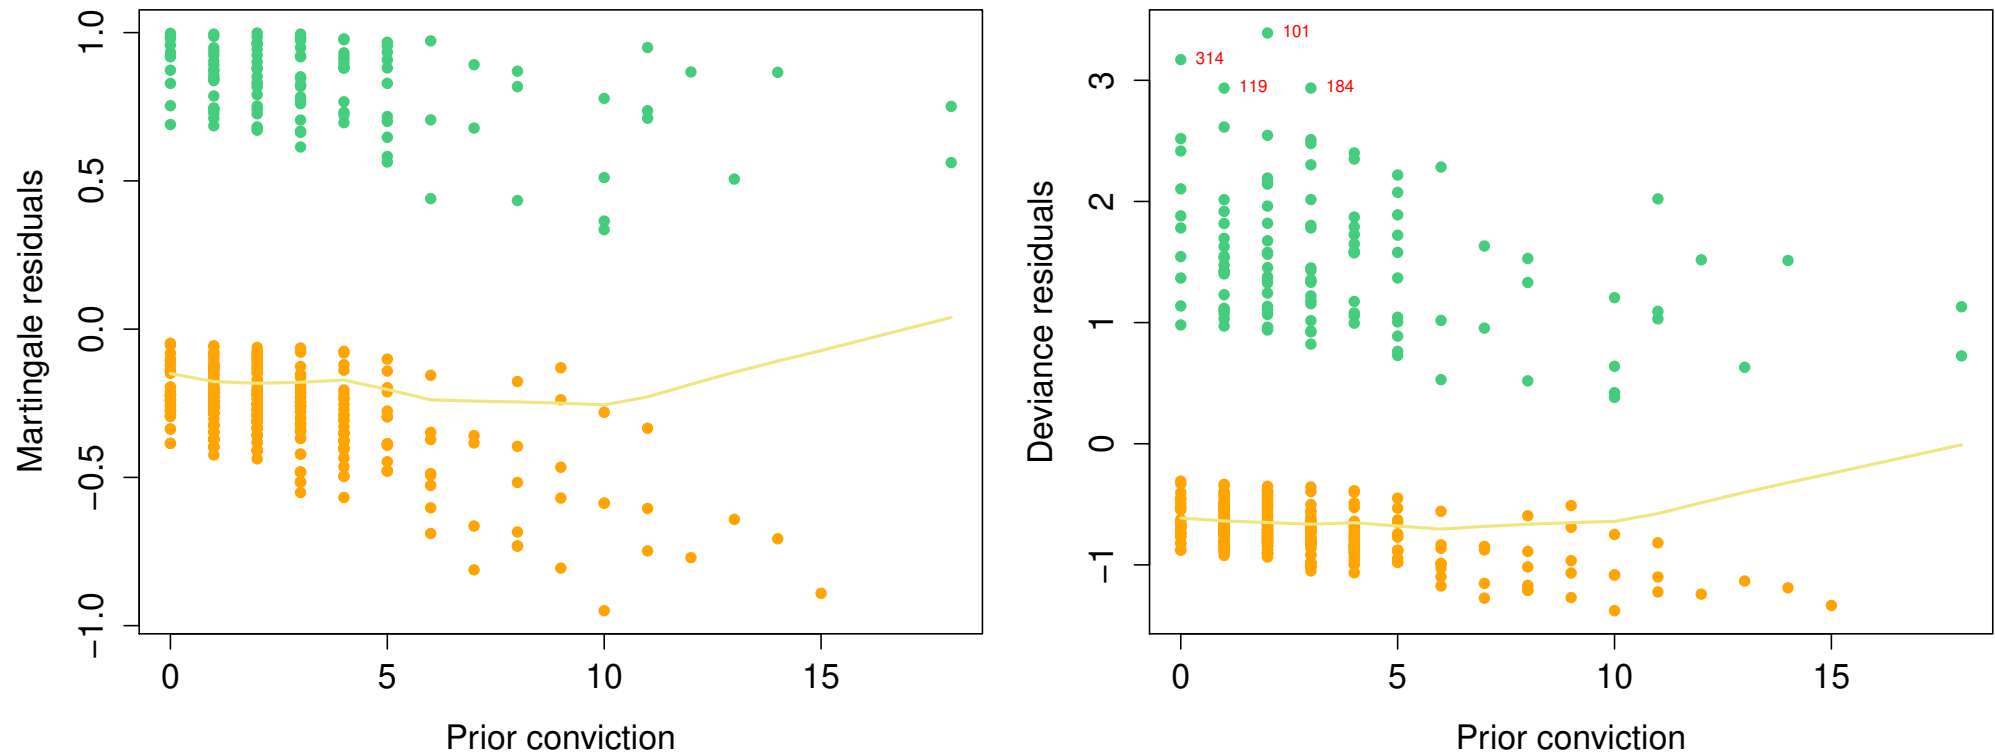 Martingale residuals
1.0
0.5
0.0
−0.5
−1.0
0 5 10 15
Prior conviction
Deviance residuals
3
2
1
0
−1
101
314
119 184
0 5 10 15
Prior conviction